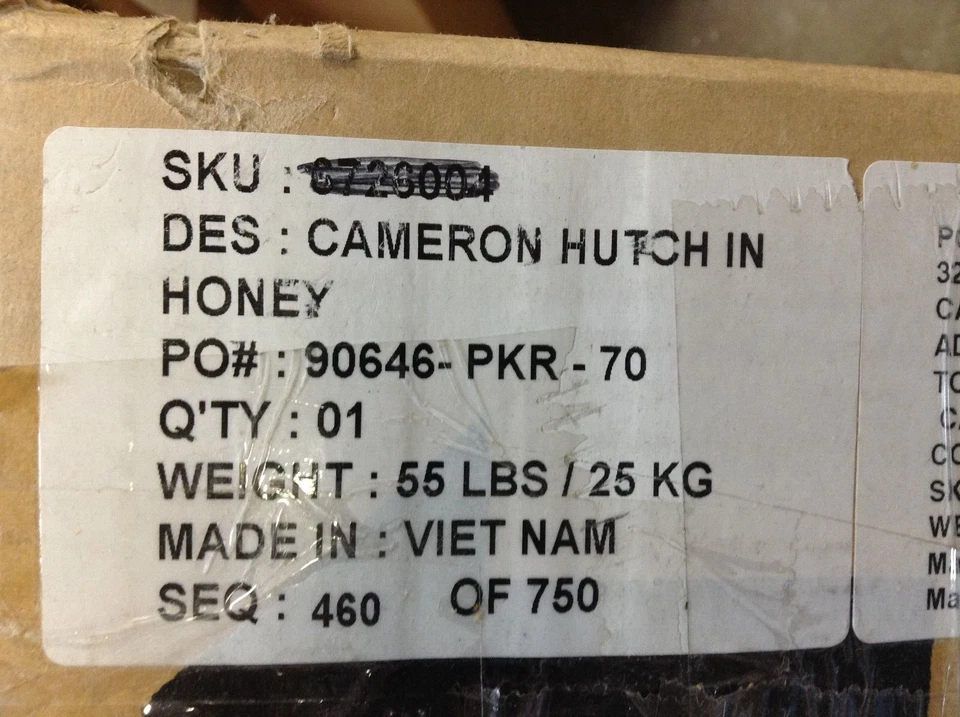 SKU :
DES : CAMERON HUTCH IN
HONEY
PO# : 90646- PKR - 70
Q'TY : 01
WEIGHT : 55 LBS / 25 KG
MADE IN : VIET NAM
SEQ : 460 OF 750
32